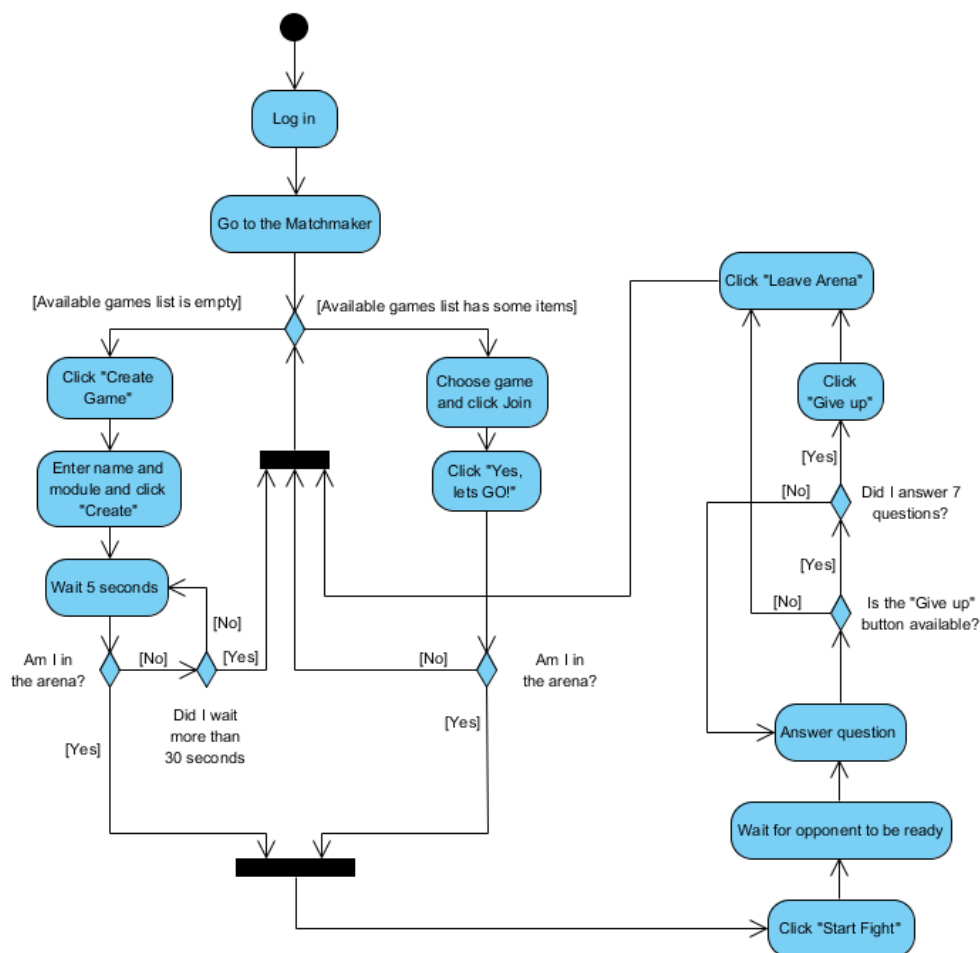 Log in
Go to the Matchmaker
[Available games list is empty]
[Available games list has some items]
Click "Create
Game"
Enter name and
module and click
"Create"
Wait 5 seconds
Am I in
the arena?
[No]
[No]
[Yes]
Did I wait
more than
30 seconds
[Yes]
Choose game
and click Join
Click "Yes,
lets GO!"
[No]
Am I in
the arena?
[Yes]
Click "Leave Arena"
Click
"Give up"
[Yes]
[No]
Did I answer 7
questions?
[Yes]
[No]
Is the "Give up"
button available?
Answer question
Wait for opponent to be ready
Click "Start Fight"